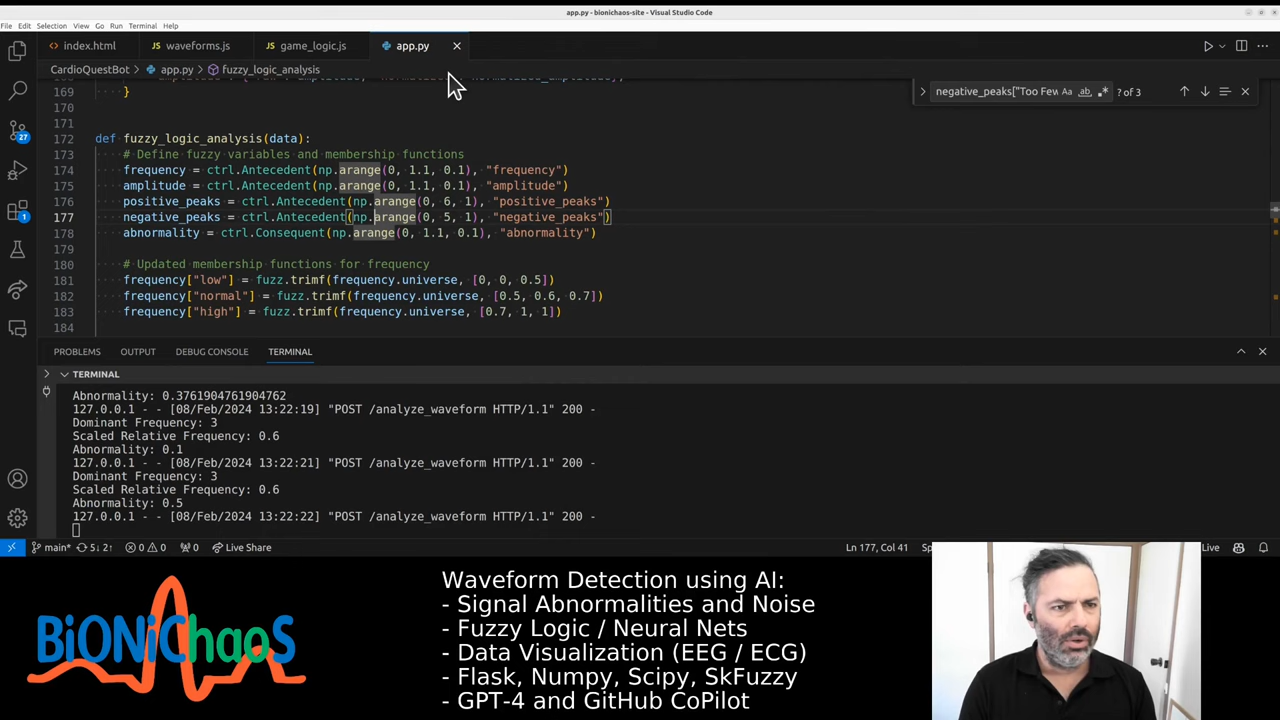 app.py - bionichaos-site - Visual Studio Code
File Edit Selection View Go Run Terminal Help
index.html waveforms.js game_logic.js app.py
CardioQuestBot > app.py > fuzzy_logic_analysis
negative_peaks["Too Few Aa ab ? of 3
169 }
170
171
172 def fuzzy_logic_analysis(data):
173 # Define fuzzy variables and membership functions
174 frequency = ctrl.Antecedent(np.arange(0, 1.1, 0.1), "frequency")
175 amplitude = ctrl.Antecedent(np.arange(0, 1.1, 0.1), "amplitude")
176 positive_peaks = ctrl.Antecedent(np.arange(0, 6, 1), "positive_peaks")
177 negative_peaks = ctrl.Antecedent(np.arange(0, 5, 1), "negative_peaks")
178 abnormality = ctrl.Consequent(np.arange(0, 1.1, 0.1), "abnormality")
179
180 # Updated membership functions for frequency
181 frequency["low"] = fuzz.trimf(frequency.universe, [0, 0, 0.5])
182 frequency["normal"] = fuzz.trimf(frequency.universe, [0.5, 0.6, 0.7])
183 frequency["high"] = fuzz.trimf(frequency.universe, [0.7, 1, 1])
184
27
1
PROBLEMS OUTPUT DEBUG CONSOLE TERMINAL
TERMINAL
Abnormality: 0.3761904761904762
127.0.0.1 - - [08/Feb/2024 13:22:19] "POST /analyze_waveform HTTP/1.1" 200 -
Dominant Frequency: 3
Scaled Relative Frequency: 0.6
Abnormality: 0.1
127.0.0.1 - - [08/Feb/2024 13:22:21] "POST /analyze_waveform HTTP/1.1" 200 -
Dominant Frequency: 3
Scaled Relative Frequency: 0.6
Abnormality: 0.5
127.0.0.1 - - [08/Feb/2024 13:22:22] "POST /analyze_waveform HTTP/1.1" 200 -
main* 5↓ 2↑ 0 0 0 Live Share Ln 177, Col 41 Live
BiONiChaoS
Waveform Detection using AI:
- Signal Abnormalities and Noise
- Fuzzy Logic / Neural Nets
- Data Visualization (EEG / ECG)
- Flask, Numpy, Scipy, SkFuzzy
- GPT-4 and GitHub CoPilot